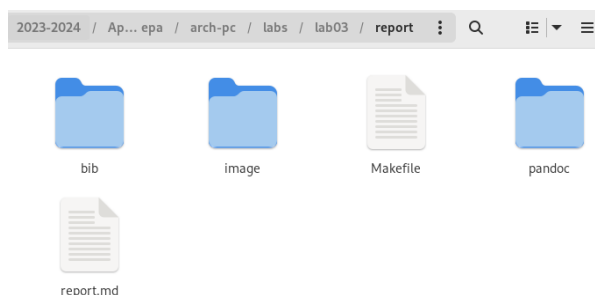 2023-2024 / Ap... epa / arch-pc / labs / lab03 / report
bib image Makefile pandoc
report.md